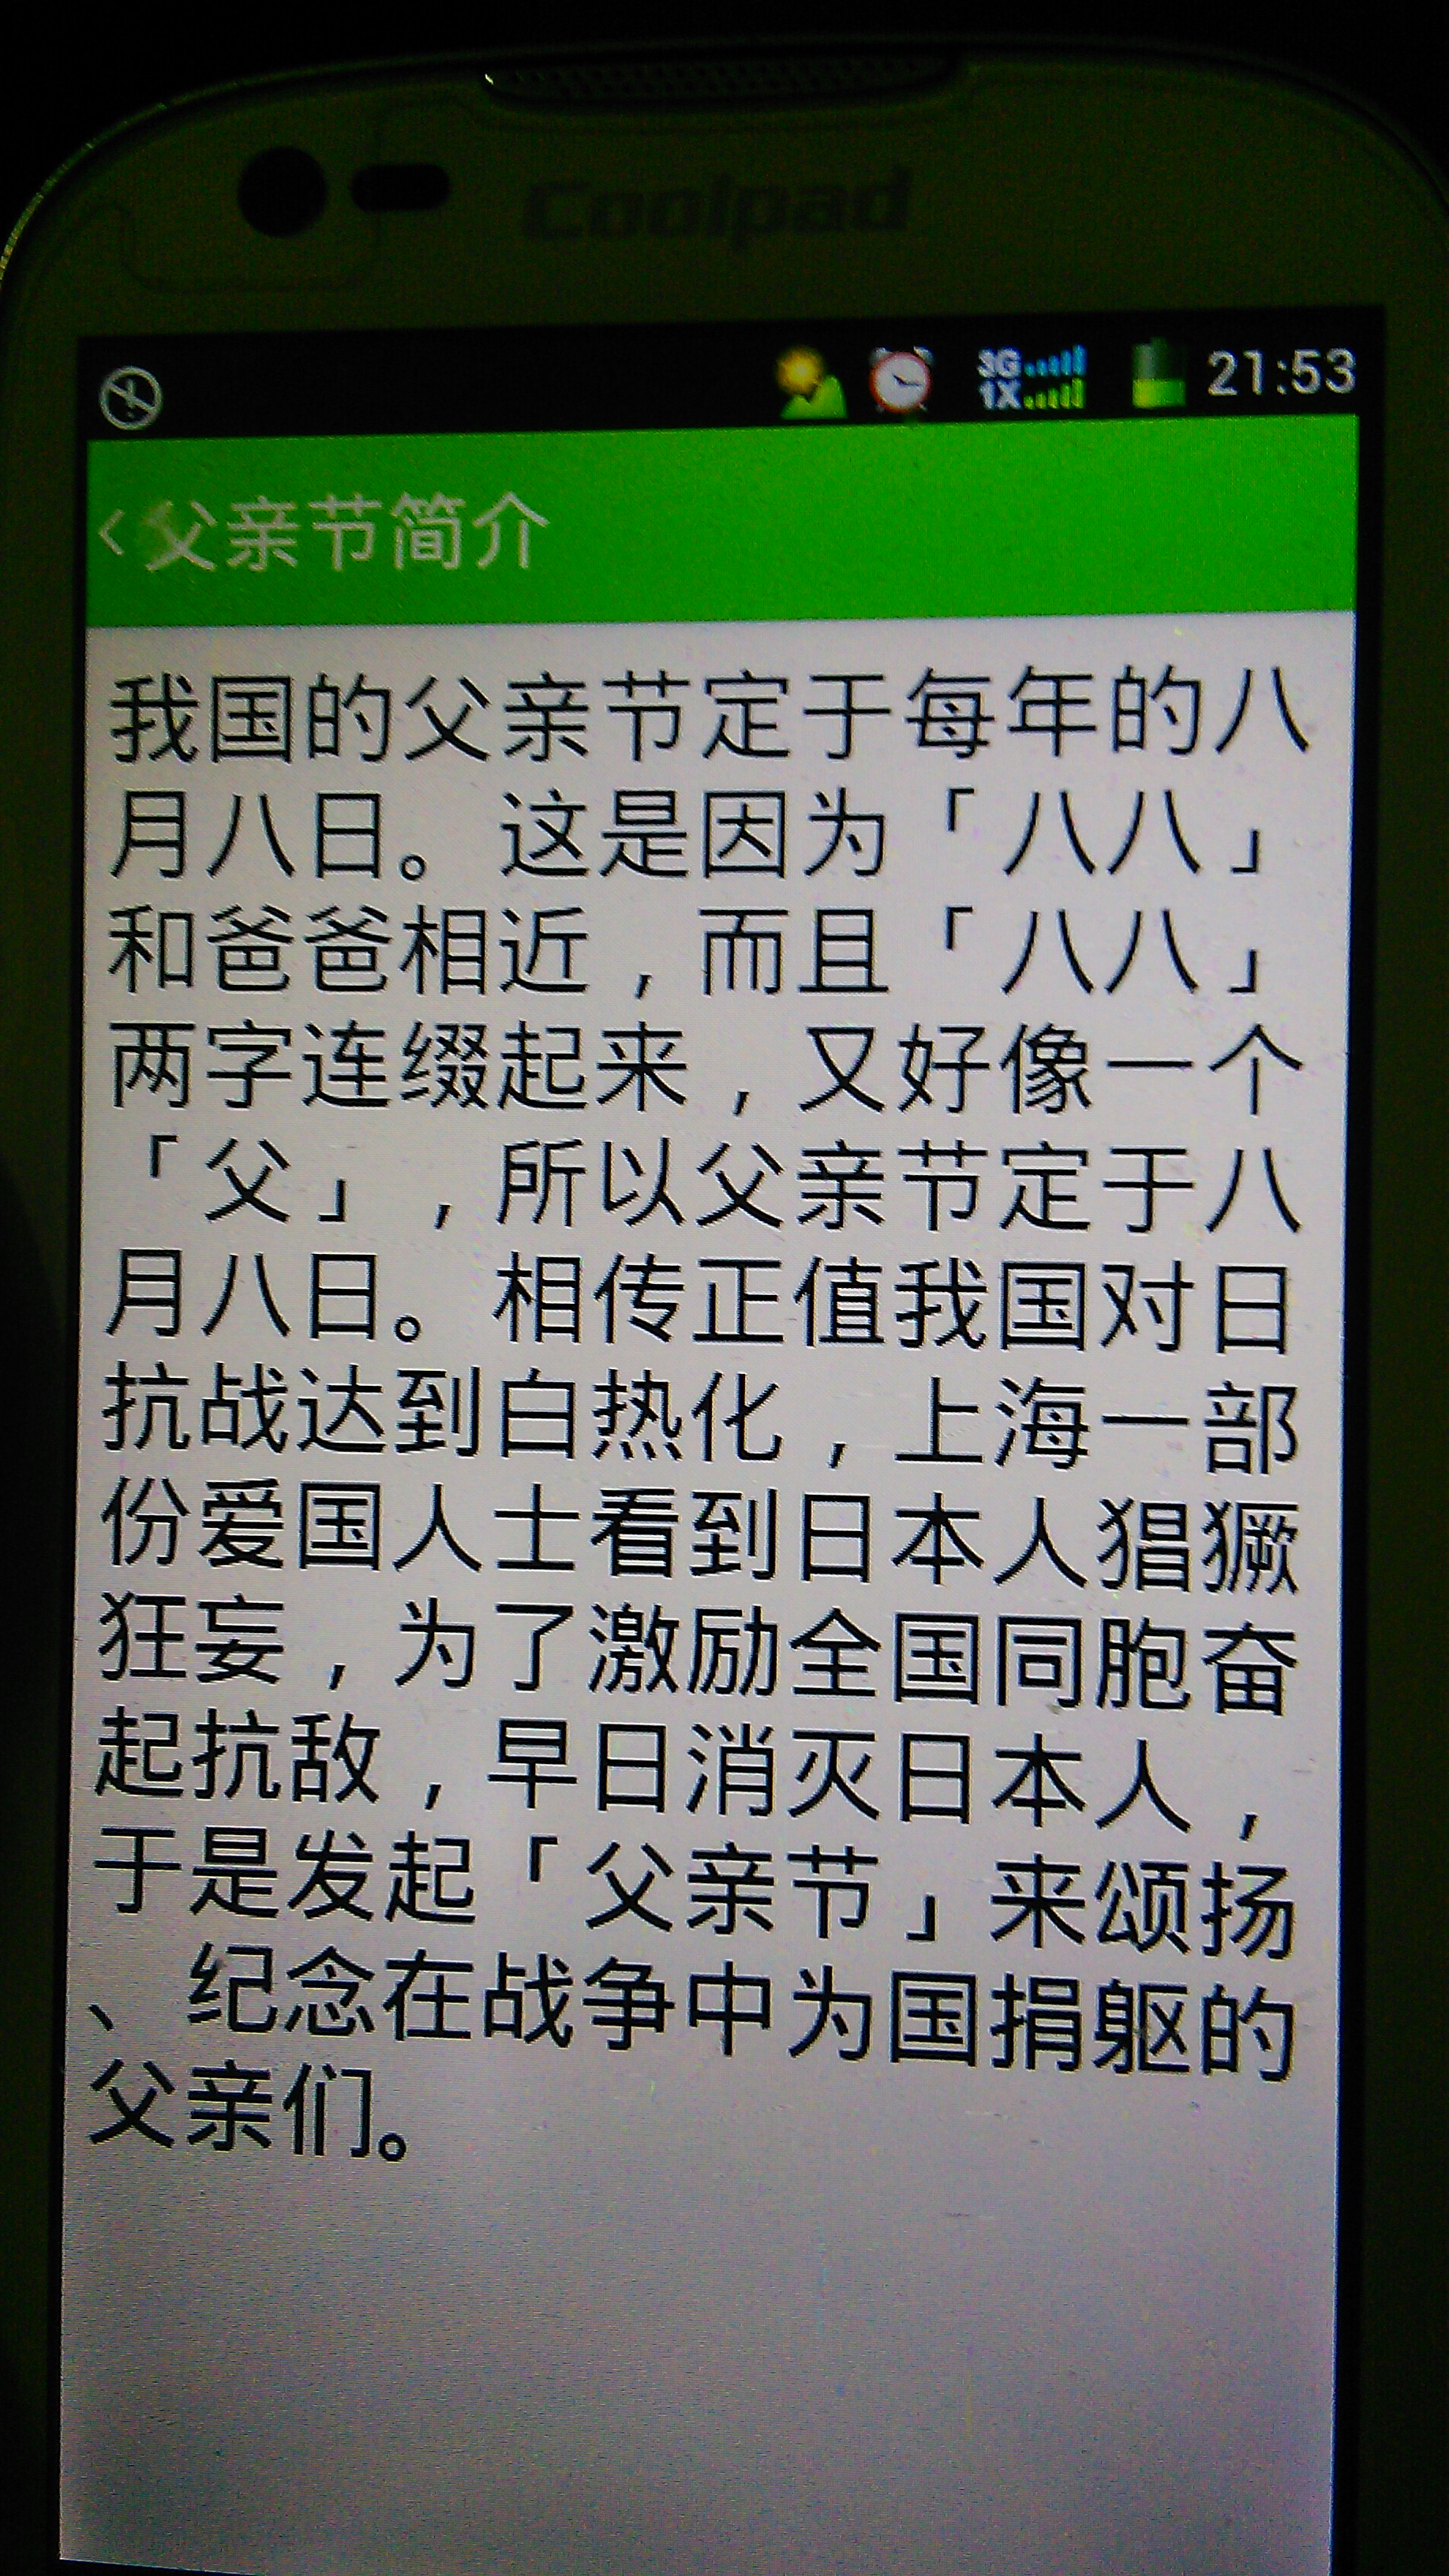 Coolpad
3G
1X
21:53
父亲节简介
我国的父亲节定于每年的八
月八日。这是因为「八八」
和爸爸相近，而且「八八」
两字连缀起来，又好像一个
「父」，所以父亲节定于八
月八日。相传正值我国对日
抗战达到白热化，上海一部
份爱国人士看到日本人猖獗
狂妄，为了激励全国同胞奋
起抗敌，早日消灭日本人，
于是发起「父亲节」来颂扬
、纪念在战争中为国捐躯的
父亲们。